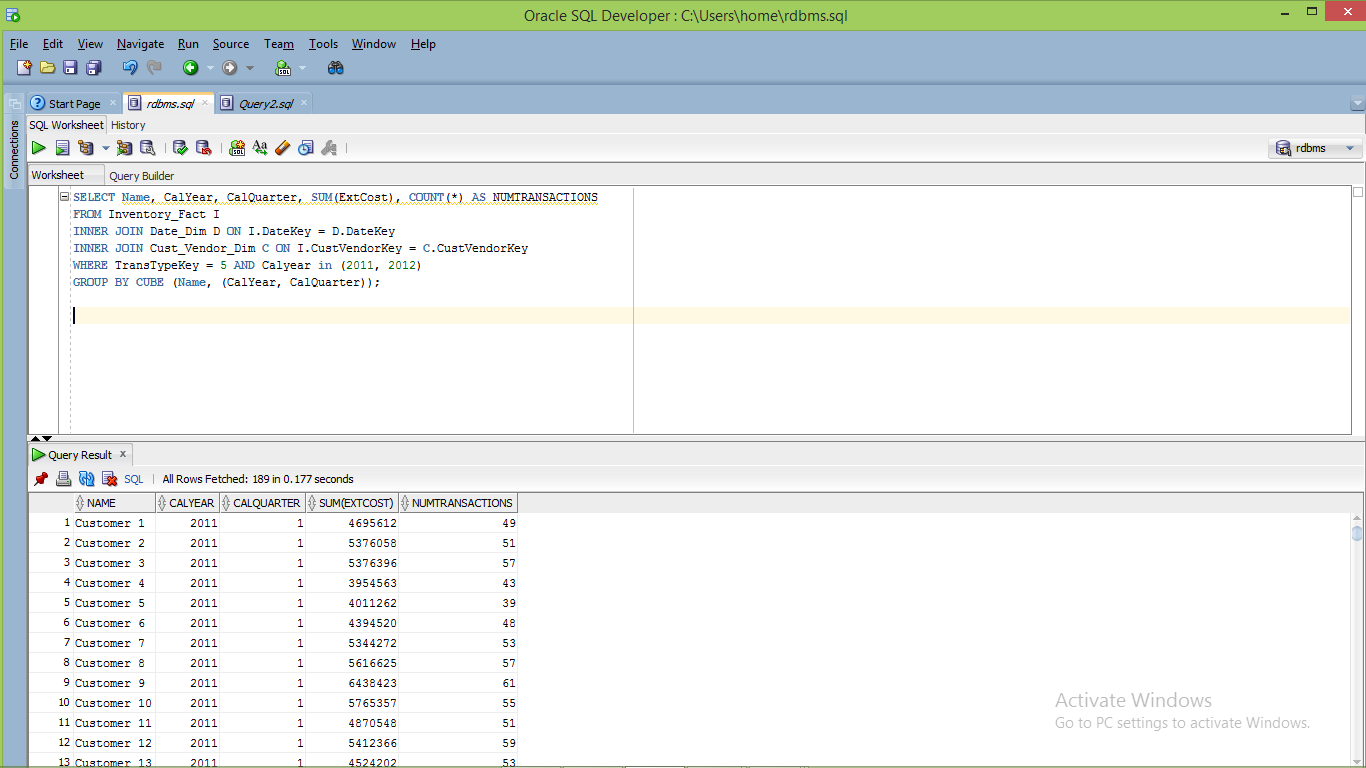 Oracle SQL Developer : C:\Users\home\rdbms.sql
File Edit View Navigate Run Source Team Tools Window Help
Start Page rdbms.sql Query2.sql
Connections
SQL Worksheet History
rdbms
Worksheet Query Builder
SELECT Name, CalYear, CalQuarter, SUM(ExtCost), COUNT(*) AS NUMTRANSACTIONS
FROM Inventory_Fact I
INNER JOIN Date_Dim D ON I.DateKey = D.DateKey
INNER JOIN Cust_Vendor_Dim C ON I.CustVendorKey = C.CustVendorKey
WHERE TransTypeKey = 5 AND Calyear in (2011, 2012)
GROUP BY CUBE (Name, (CalYear, CalQuarter));
Query Result
SQL All Rows Fetched: 189 in 0.177 seconds
NAME CALYEAR CALQUARTER SUM(EXTCOST) NUMTRANSACTIONS
1 Customer 1 2011 1 4695612 49
2 Customer 2 2011 1 5376058 51
3 Customer 3 2011 1 5376396 57
4 Customer 4 2011 1 3954563 43
5 Customer 5 2011 1 4011262 39
6 Customer 6 2011 1 4394520 48
7 Customer 7 2011 1 5344272 53
8 Customer 8 2011 1 5616625 57
9 Customer 9 2011 1 6438423 61
10 Customer 10 2011 1 5765357 55
11 Customer 11 2011 1 4870548 51
12 Customer 12 2011 1 5412366 59
13 Customer 13 2011 1 4524202 53
Activate Windows
Go to PC settings to activate Windows.